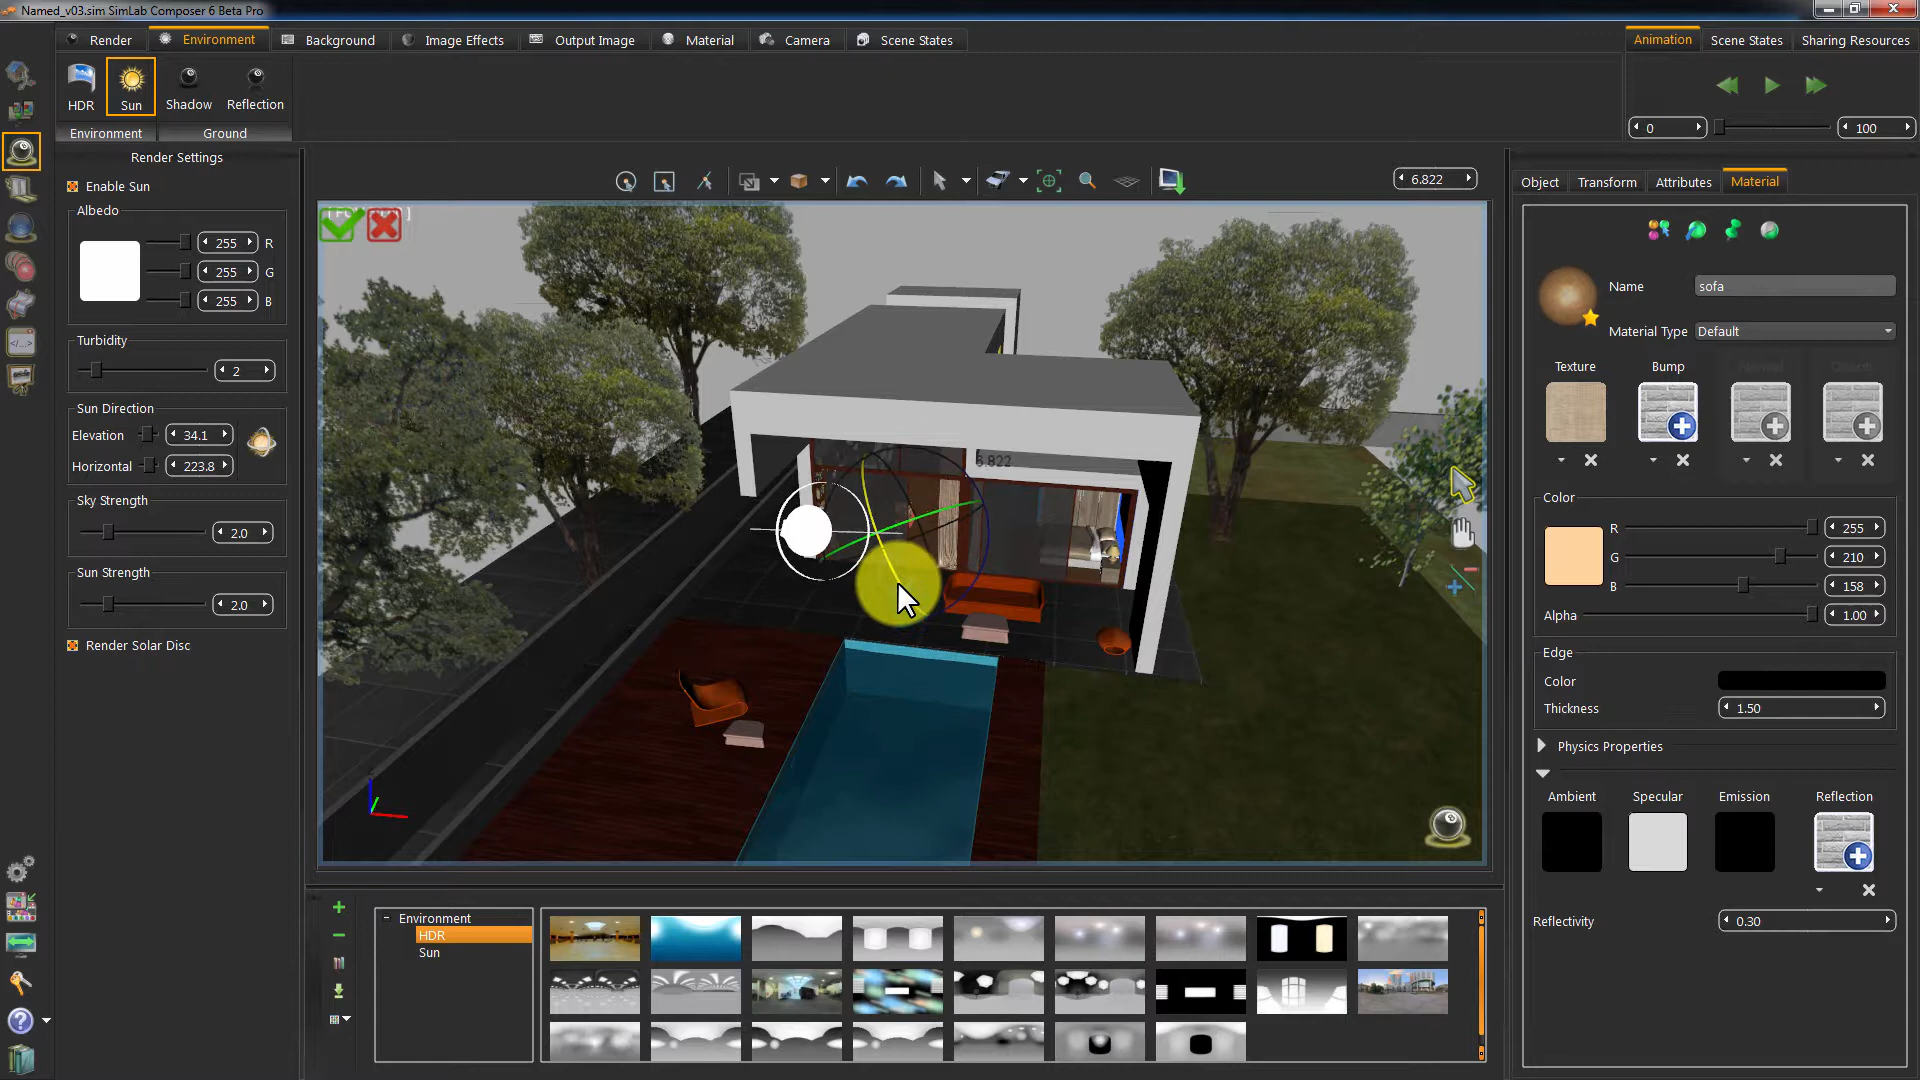 Named_v03.sim SimLab Composer 6 Beta Pro
Render
Environment
Background
Image Effects
Output Image
Material
Camera
Scene States
Animation
Scene States
Sharing Resources
HDR
Sun
Shadow
Reflection
Environment
Ground
0
100
Render Settings
Enable Sun
Albedo
255 R
255 G
255 B
Turbidity
2
Sun Direction
Elevation 34.1
Horizontal 223.8
Sky Strength
2.0
Sun Strength
2.0
Render Solar Disc
6.822
6.822
Object
Transform
Attributes
Material
Name sofa
Material Type Default
Texture
Bump
Color
R 255
G 210
B 158
Alpha 1.00
Edge
Color
Thickness 1.50
Physics Properties
Ambient
Specular
Emission
Reflection
Reflectivity 0.30
Environment
HDR
Sun